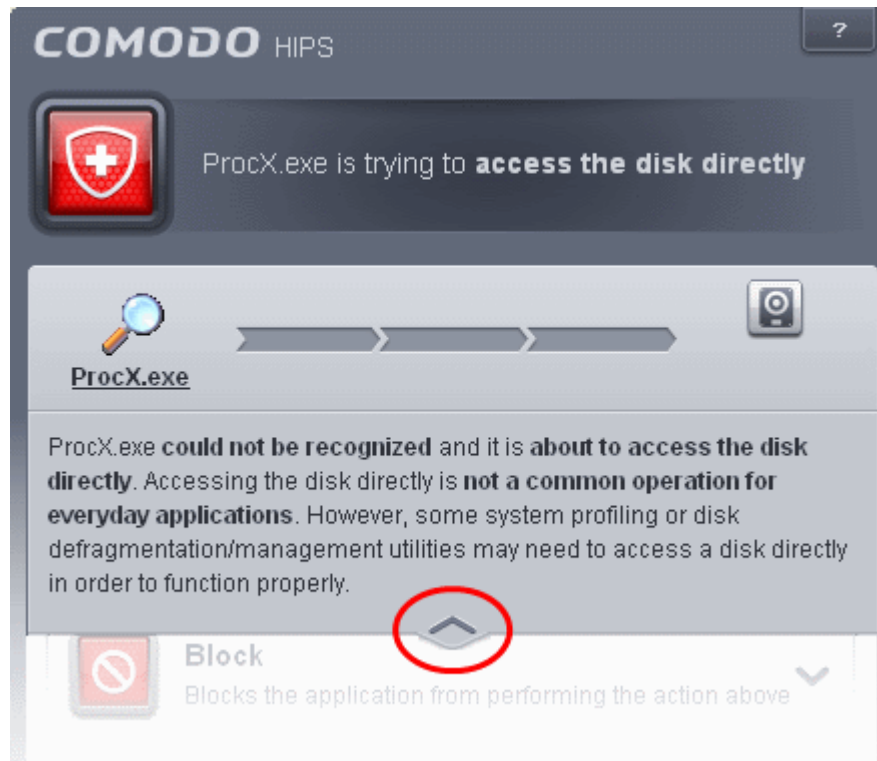 COMODO HIPS
?
ProcX.exe is trying to access the disk directly
ProcX.exe
ProcX.exe could not be recognized and it is about to access the disk
directly. Accessing the disk directly is not a common operation for
everyday applications. However, some system profiling or disk
defragmentation/management utilities may need to access a disk directly
in order to function properly.
Block
Blocks the application from performing the action above